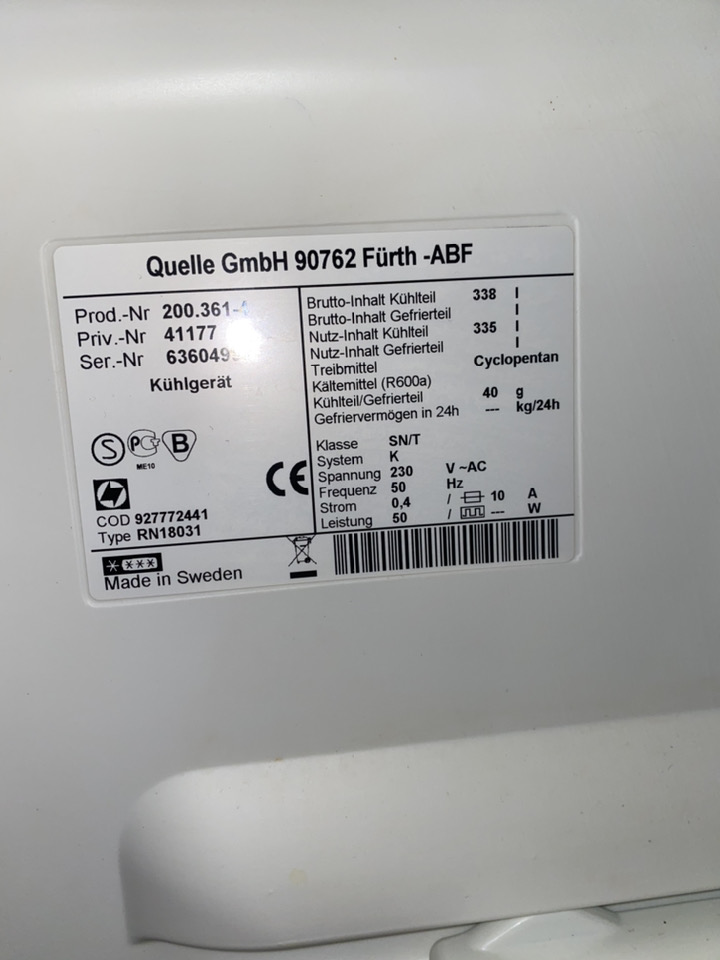 Quelle GmbH 90762 Fürth -ABF
Prod.-Nr 200.361-
Priv.-Nr 41177
Ser.-Nr 636049
Kühlgerät
S
B
ME10
CE
COD 927772441
Type RN18031
Made in Sweden
Brutto-Inhalt Kühlteil 338 l
Brutto-Inhalt Gefrierteil l
Nutz-Inhalt Kühlteil 335 l
Nutz-Inhalt Gefrierteil l
Treibmittel Cyclopentan
Kältemittel (R600a)
Kühlteil/Gefrierteil 40 g
Gefriervermögen in 24h --- kg/24h
Klasse SN/T
System K
Spannung 230 V ~AC
Frequenz 50 Hz
Strom 0,4 / 10 A
Leistung 50 / --- W